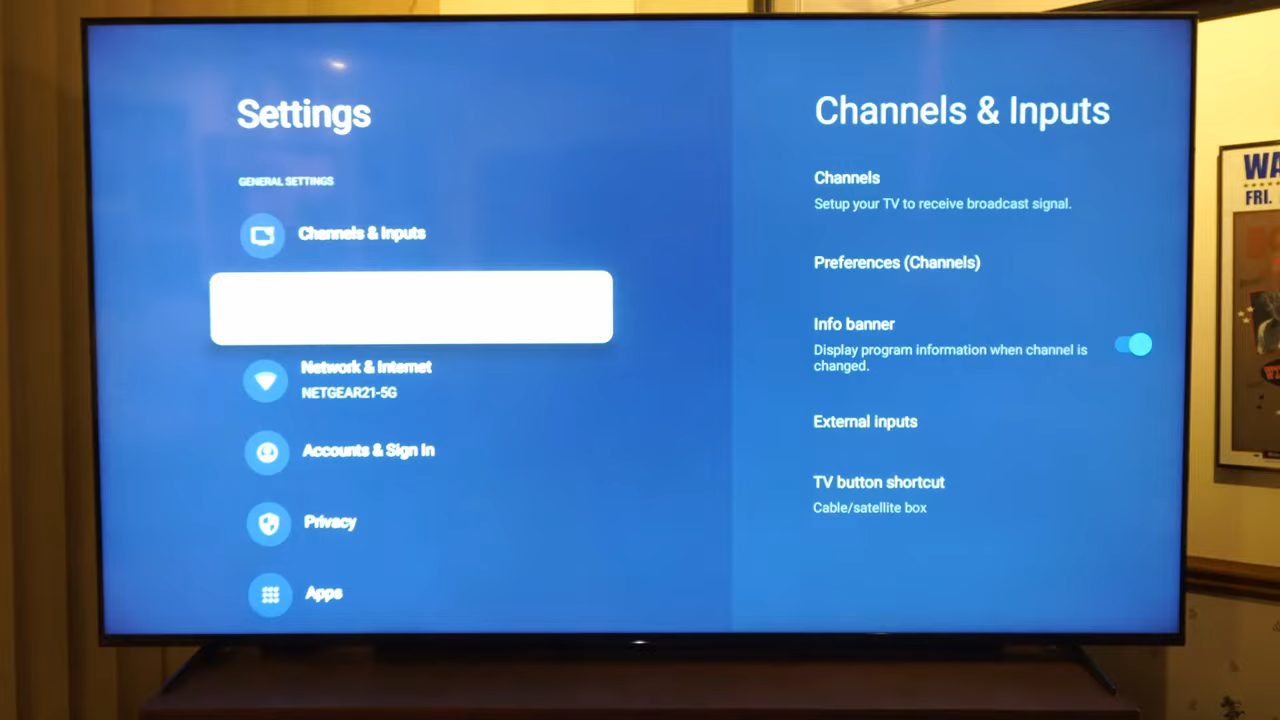 Settings
GENERAL SETTINGS
Channels & Inputs
Network & Internet
NETGEAR21-5G
Accounts & Sign In
Privacy
Apps
Channels & Inputs
Channels
Setup your TV to receive broadcast signal.
Preferences (Channels)
Info banner
Display program information when channel is
changed.
External inputs
TV button shortcut
Cable/satellite box
WA
FRI.